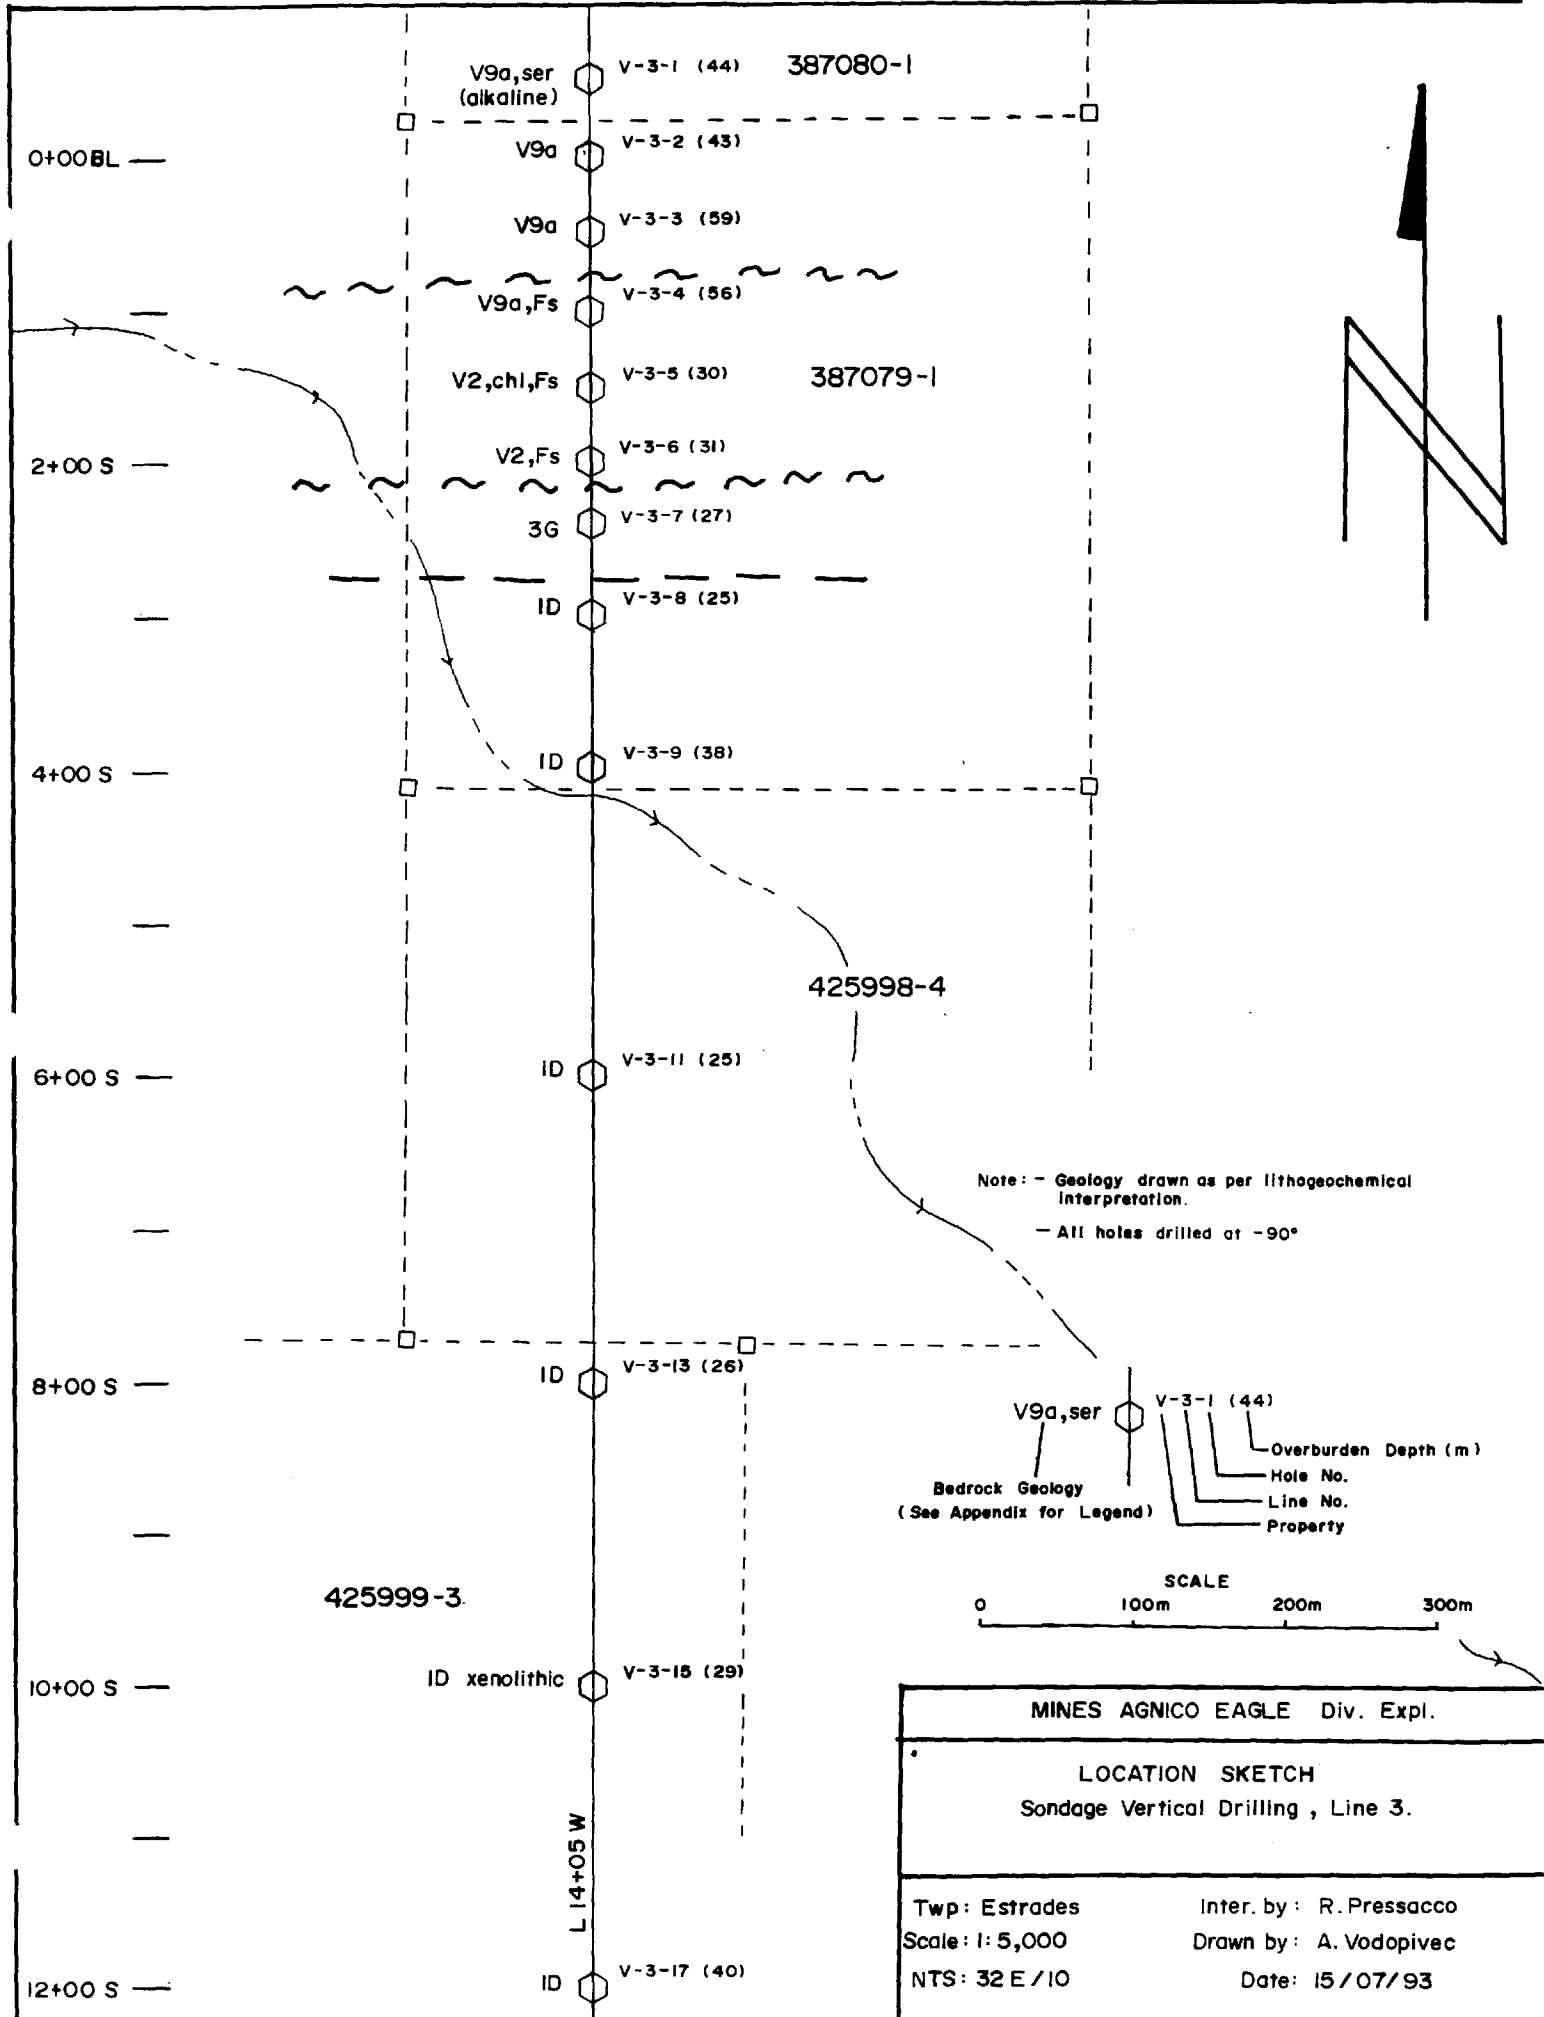 V9a,ser
(alkaline)
V-3-1 (44)
387080-1
0+00BL
V9a
V-3-2 (43)
V9a
V-3-3 (59)
V9a,Fs
V-3-4 (56)
V2,chl,Fs
V-3-5 (30)
387079-1
2+00 S
V2,Fs
V-3-6 (31)
3G
V-3-7 (27)
1D
V-3-8 (25)
4+00 S
1D
V-3-9 (38)
425998-4
6+00 S
1D
V-3-11 (25)
Note: - Geology drawn as per lithogeochemical
interpretation.
- All holes drilled at -90°
8+00 S
1D
V-3-13 (26)
V9a,ser
V-3-1 (44)
Overburden Depth (m)
Hole No.
Line No.
Property
Bedrock Geology
(See Appendix for Legend)
425999-3
SCALE
0 100m 200m 300m
10+00 S
1D xenolithic
V-3-15 (29)
MINES AGNICO EAGLE Div. Expl.
LOCATION SKETCH
Sondage Vertical Drilling , Line 3.
L 14+05 W
Twp: Estrades
Inter. by: R. Pressacco
Scale: 1:5,000
Drawn by: A. Vodopivec
NTS: 32 E/10
Date: 15/07/93
12+00 S
1D
V-3-17 (40)
N